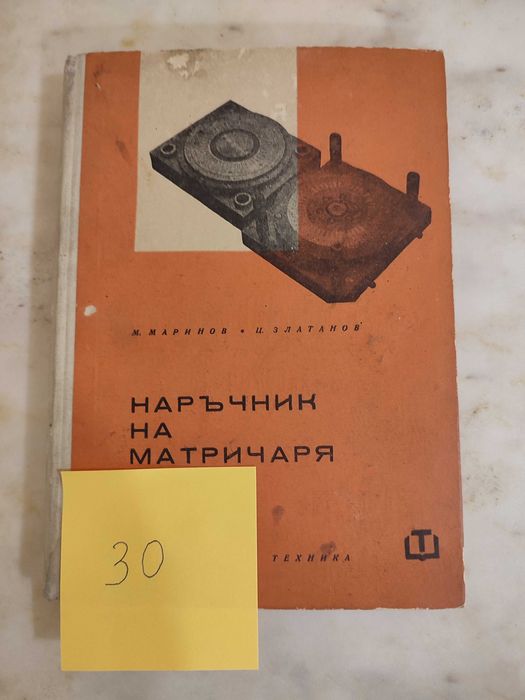 М. МАРИНОВ • Ц. ЗЛАТАНОВ
НАРЪЧНИК
НА
МАТРИЧАРЯ
ТЕХНИКА
Т
30